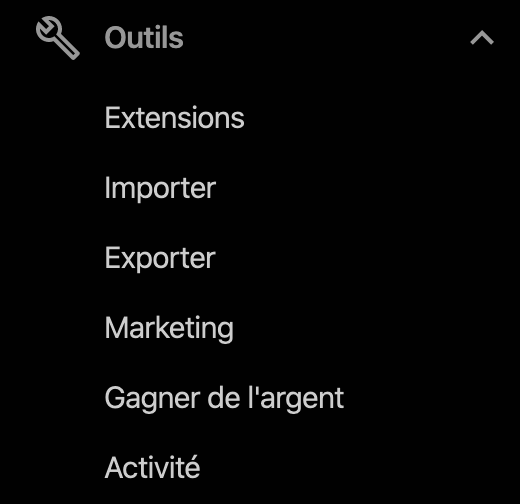 Outils
Extensions
Importer
Exporter
Marketing
Gagner de l'argent
Activité